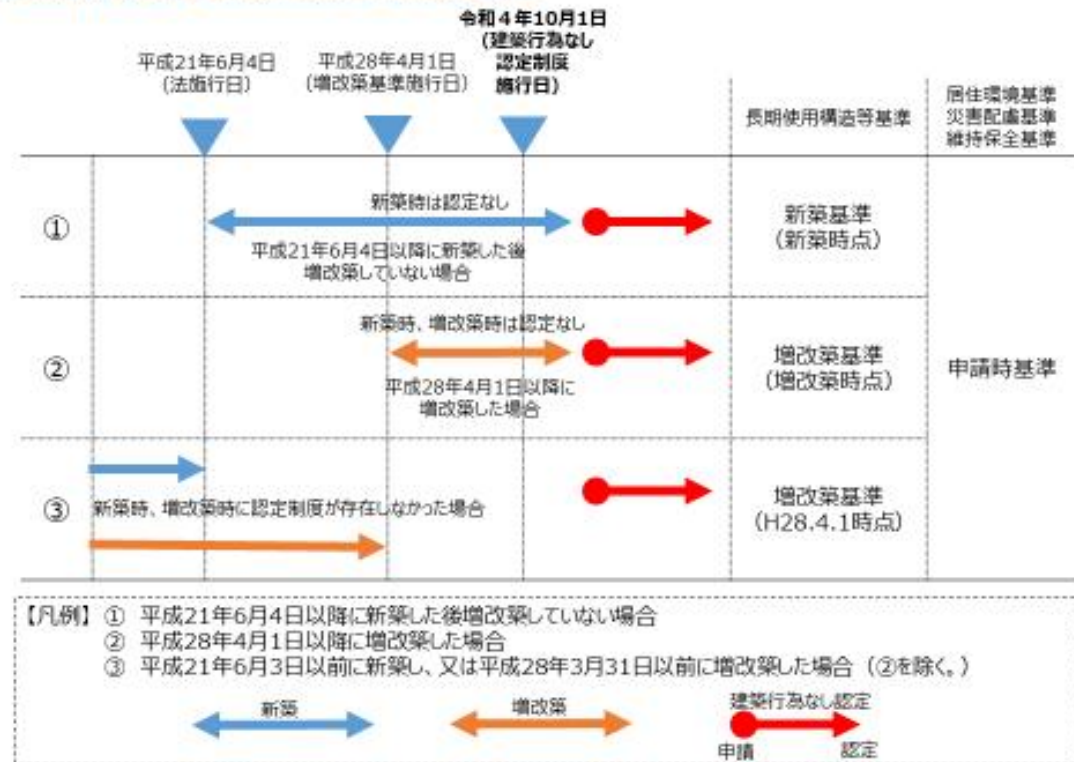 令和4年10月1日
(建築行為なし
認定制度
施行日)
平成21年6月4日
(法施行日)
平成28年4月1日
(増改築基準施行日)
長期使用構造等基準
居住環境基準
災害配慮基準
維持保全基準
①
新築時は認定なし
平成21年6月4日以降に新築した後
増改築していない場合
新築基準
(新築時点)
②
新築時、増改築時は認定なし
平成28年4月1日以降に
増改築した場合
増改築基準
(増改築時点)
申請時基準
③
新築時、増改築時に認定制度が存在しなかった場合
増改築基準
(H28.4.1時点)
【凡例】 ① 平成21年6月4日以降に新築した後増改築していない場合
② 平成28年4月1日以降に増改築した場合
③ 平成21年6月3日以前に新築し、又は平成28年3月31日以前に増改築した場合 (②を除く。)
新築
増改築
建築行為なし認定
申請
認定